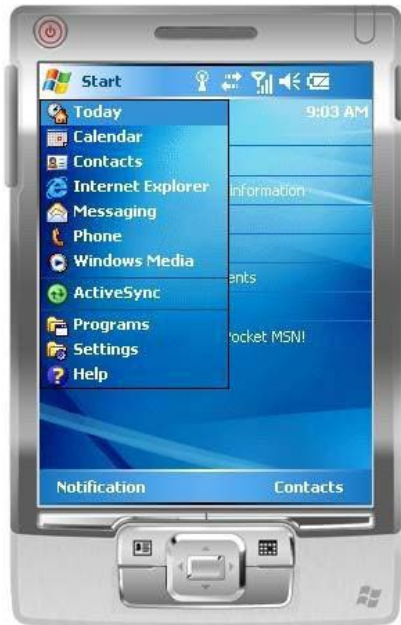 Start
Today
9:03 AM
Calendar
Contacts
Internet Explorer
information
Messaging
Phone
Windows Media
ents
ActiveSync
Programs
Pocket MSN!
Settings
Help
Notification
Contacts